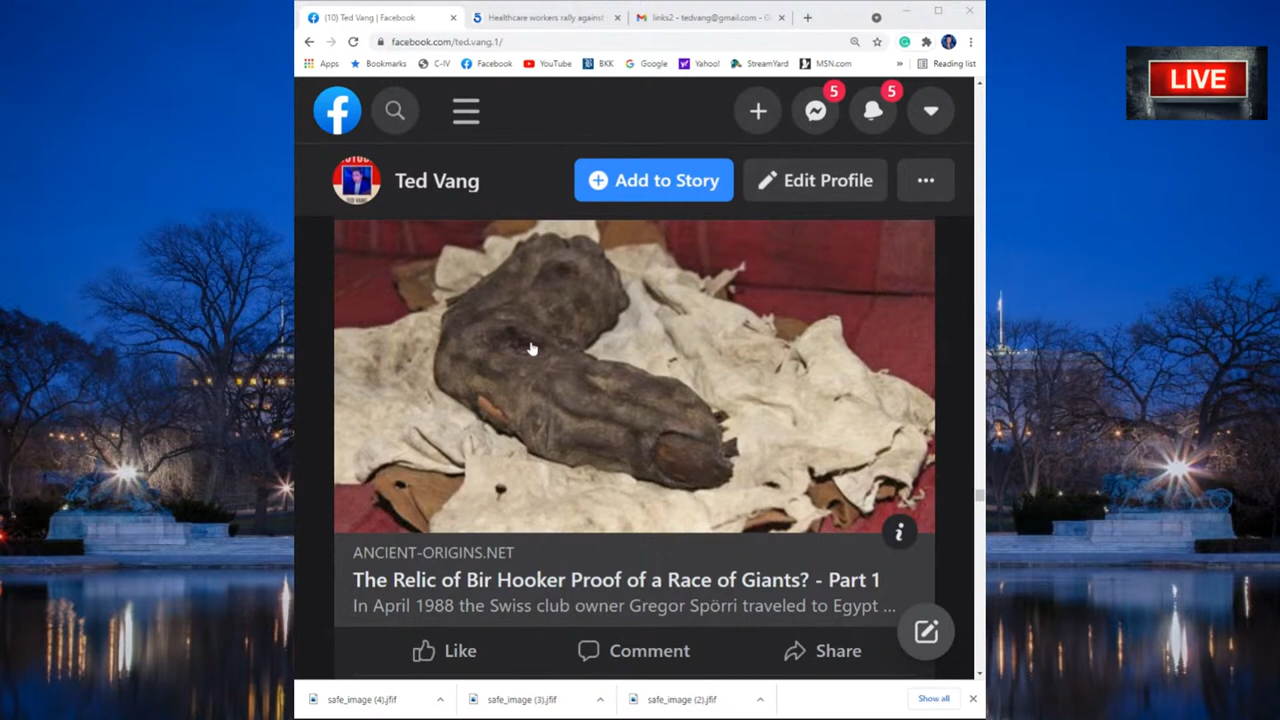 (10) Ted Vang | Facebook
Healthcare workers rally against
links2 - tedvang@gmail.com - G
facebook.com/ted.vang.1/
Apps Bookmarks C-IV Facebook YouTube BKK Google Yahoo! StreamYard MSN.com » Reading list
LIVE
5 5
Ted Vang
Add to Story
Edit Profile
ANCIENT-ORIGINS.NET
The Relic of Bir Hooker Proof of a Race of Giants? - Part 1
In April 1988 the Swiss club owner Gregor Spörri traveled to Egypt ...
Like Comment Share
safe_image (4).jfif safe_image (3).jfif safe_image (2).jfif Show all